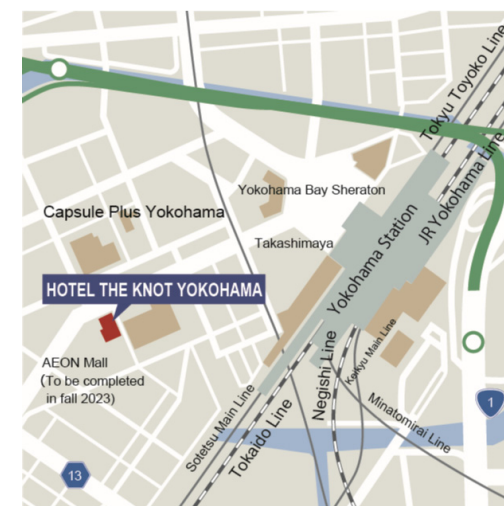 Tokyu Toyoko Line
JR Yokohama Line
Yokohama Bay Sheraton
Capsule Plus Yokohama
Takashimaya
Yokohama Station
HOTEL THE KNOT YOKOHAMA
AEON Mall
(To be completed
in fall 2023)
Sotetsu Main Line
Tokaido Line
Negishi Line
Keikyu Main Line
Minatomirai Line
1
13